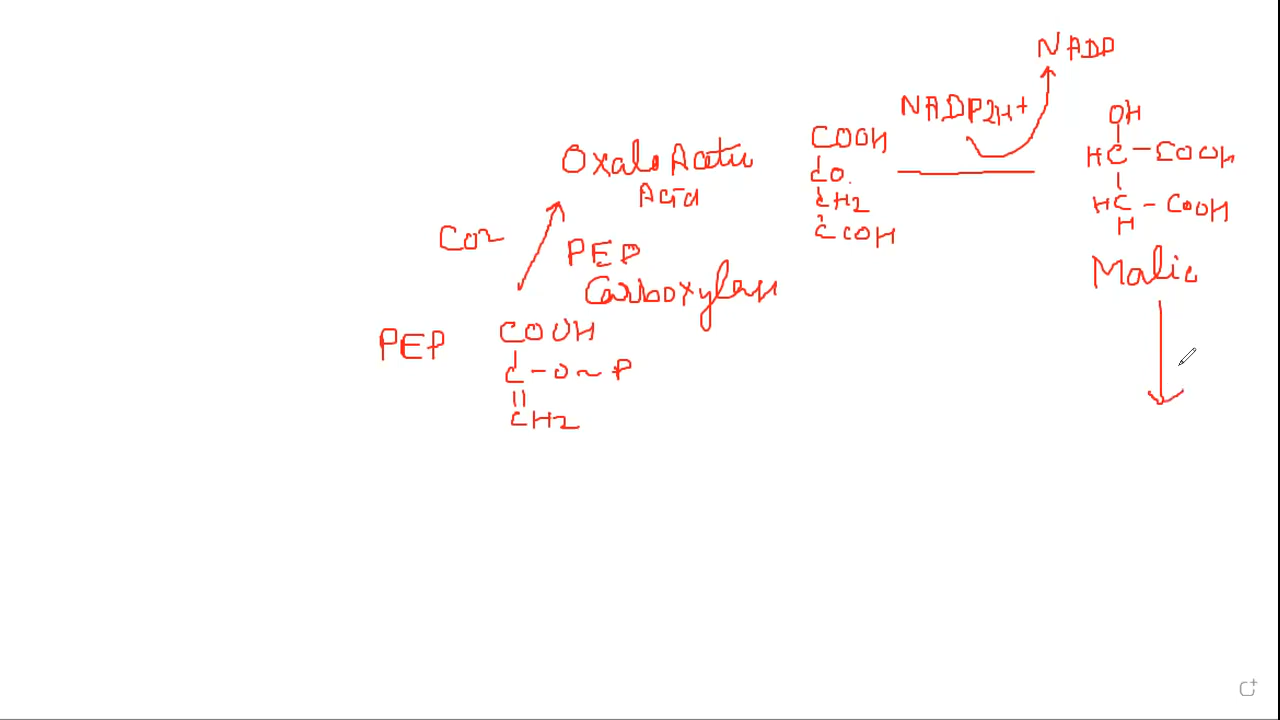 NADP
NADP2H+
OH
COOH
HC-COOH
Oxalo Acetic
Acid
CO.
CH2
HC-COOH
H
CCOH
CO2
PEP
Carboxylase
Malic
PEP
COOH
C-O~P
CH2